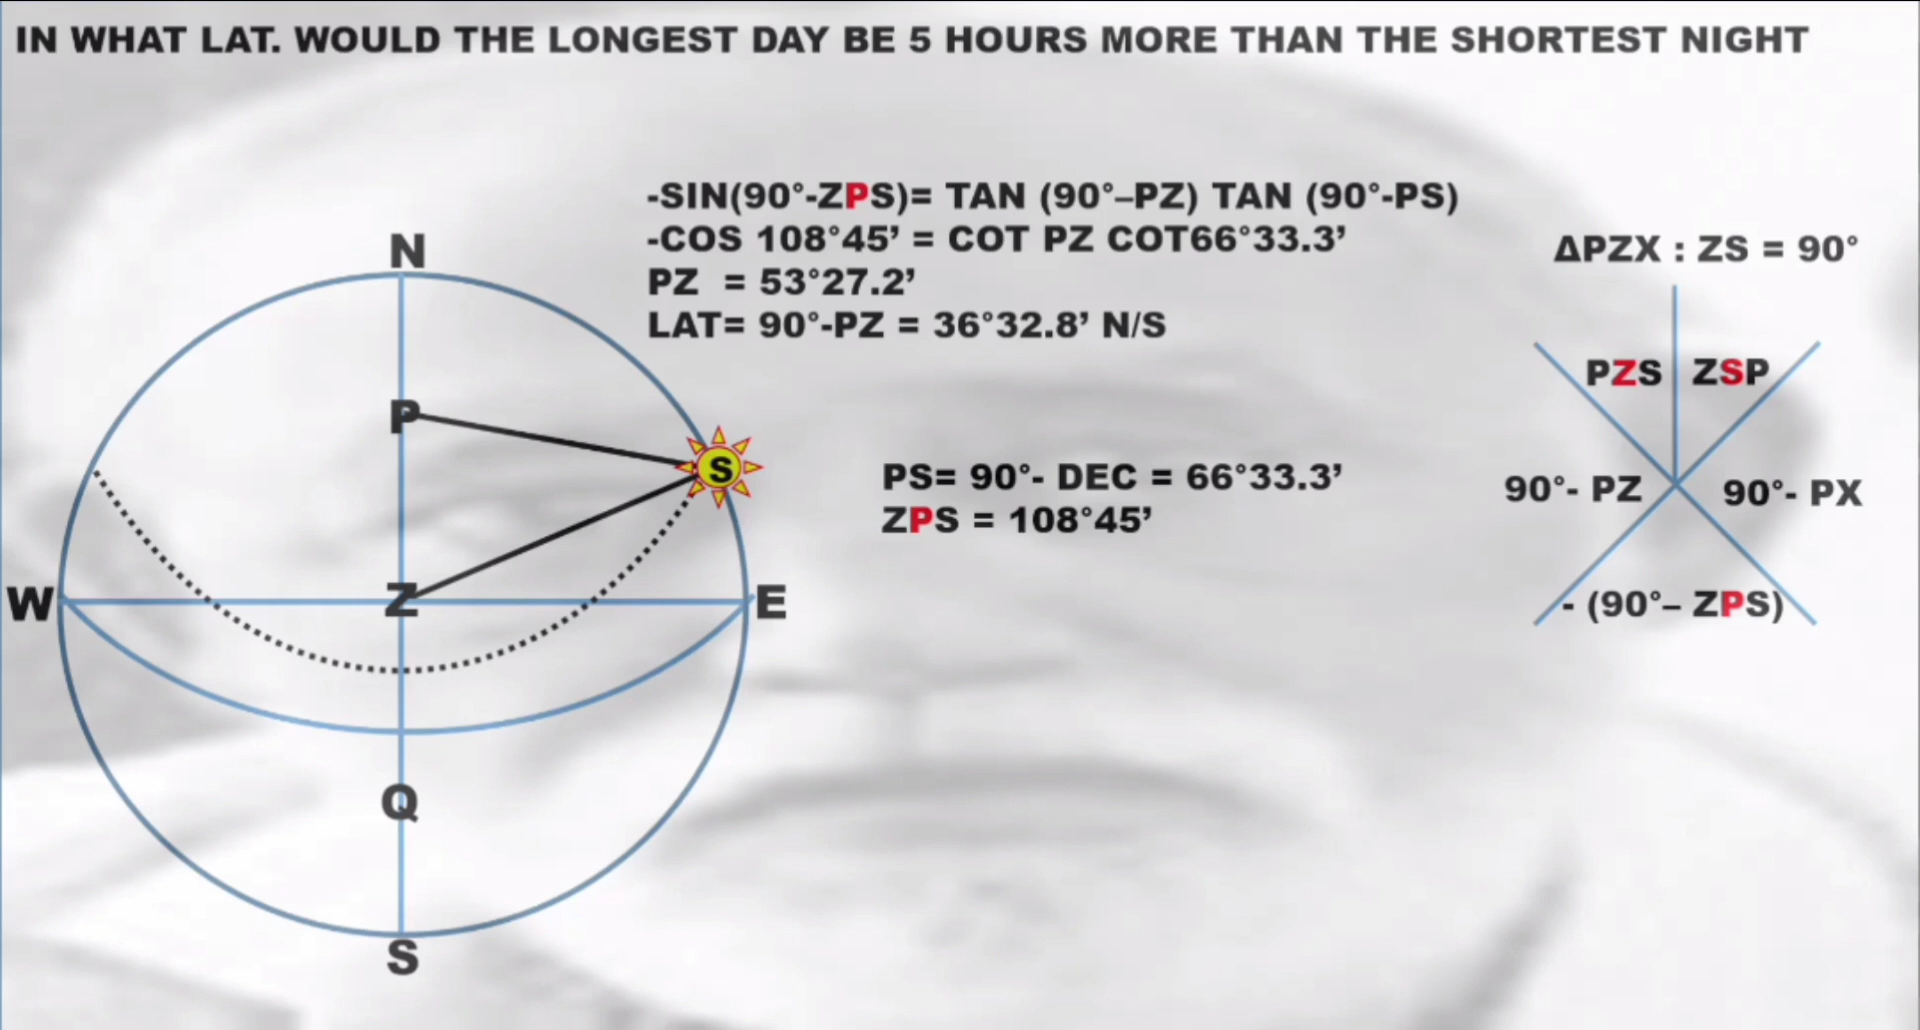 IN WHAT LAT. WOULD THE LONGEST DAY BE 5 HOURS MORE THAN THE SHORTEST NIGHT
-SIN(90°-ZPS)= TAN (90°–PZ) TAN (90°-PS)
-COS 108°45’ = COT PZ COT66°33.3’
PZ = 53°27.2’
LAT= 90°-PZ = 36°32.8’ N/S
N
P
S
W
Z
E
Q
S
PS= 90°- DEC = 66°33.3’
ZPS = 108°45’
ΔPZX : ZS = 90°
PZS
ZSP
90°- PZ
90°- PX
- (90°– ZPS)